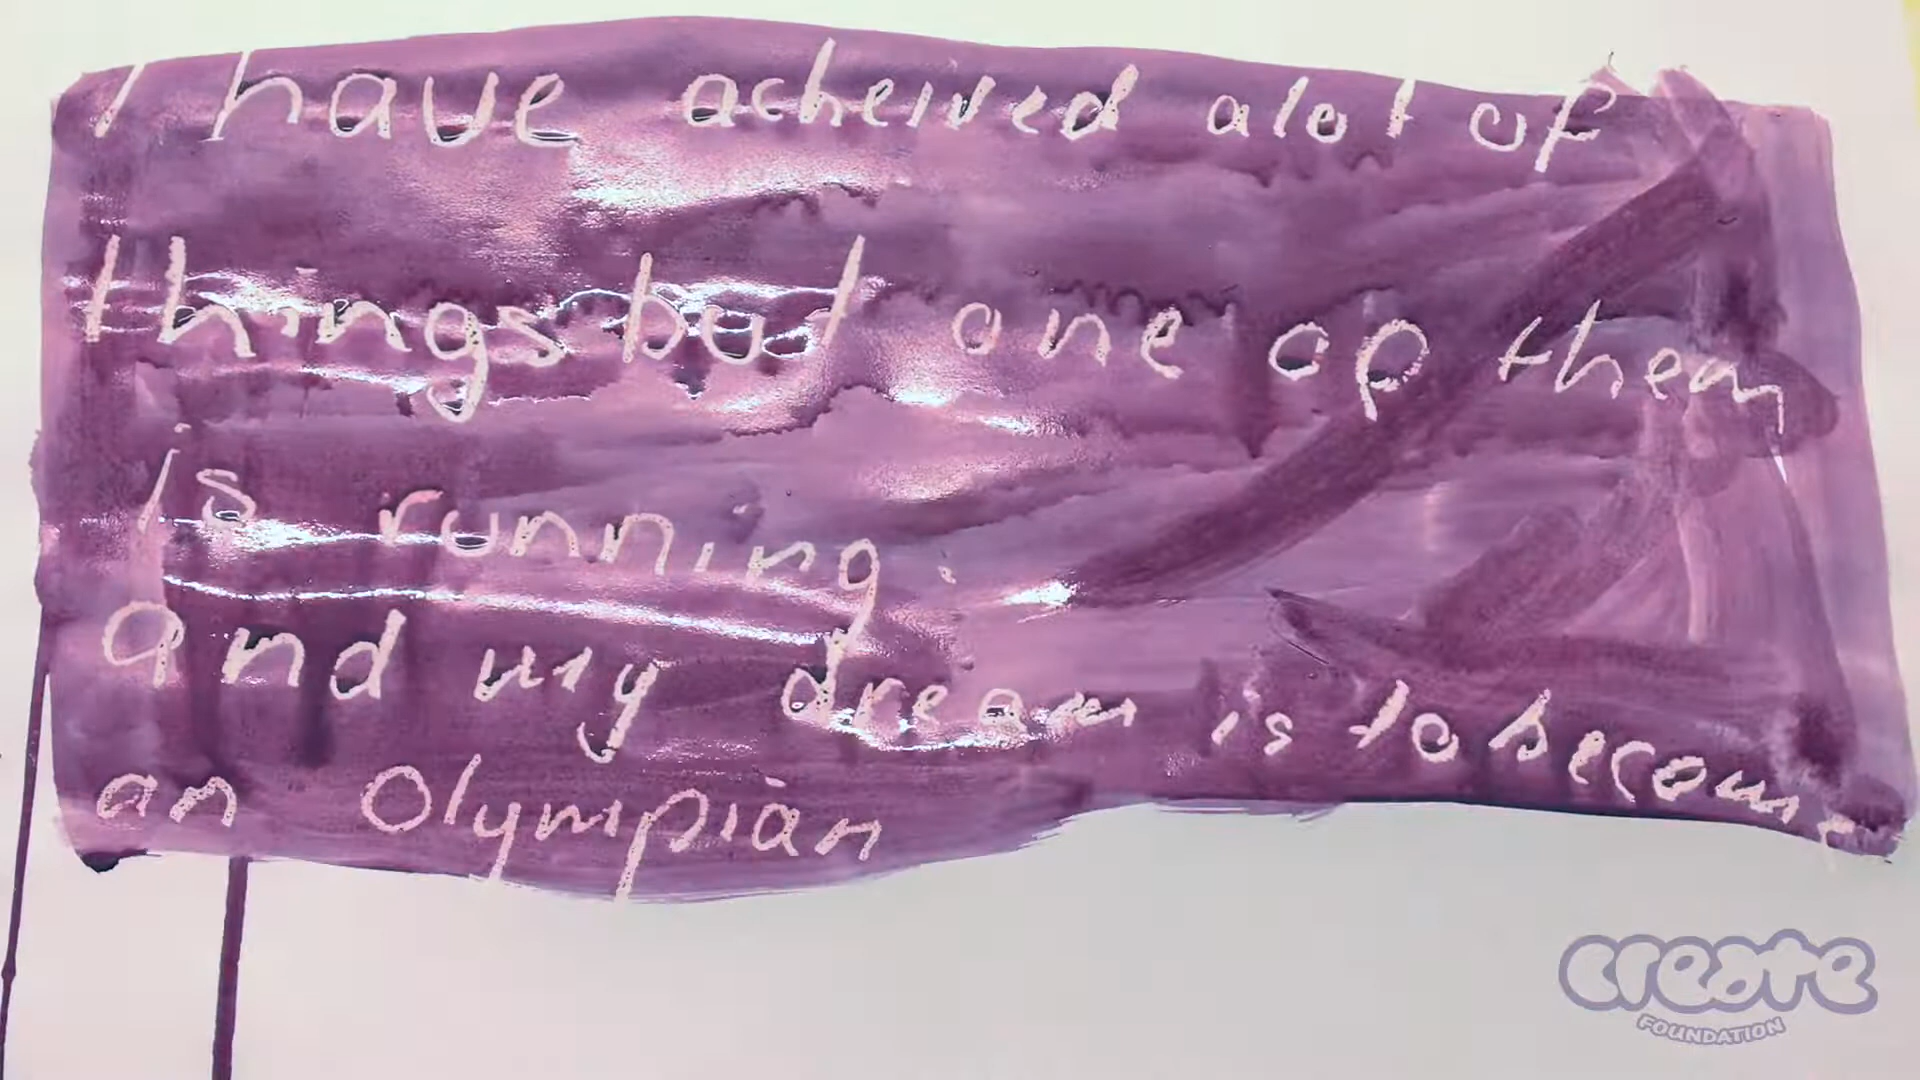 I have acheived alot of
things but one op them
is running.
and my dream is to become
an Olympian
create
FOUNDATION